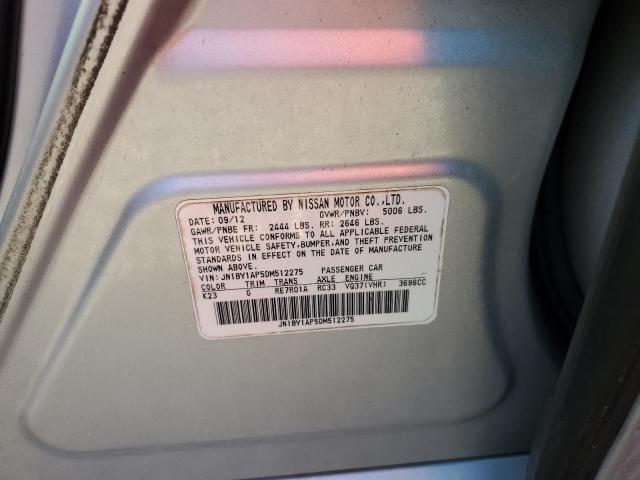 MANUFACTURED BY NISSAN MOTOR CO.,LTD.
DATE: 09/12 GVWR/PNBV: 5006 LBS.
GAWR/PNBE FR: 2444 LBS. RR: 2646 LBS.
THIS VEHICLE CONFORMS TO ALL APPLICABLE FEDERAL
MOTOR VEHICLE SAFETY,BUMPER,AND THEFT PREVENTION
STANDARDS IN EFFECT ON THE DATE OF MANUFACTURE
SHOWN ABOVE.
VIN: JN1BY1AP5DM512275 PASSENGER CAR
COLOR TRIM TRANS AXLE ENGINE
K23 G RE7R01A RC33 VQ37(VHR) 3696CC
JN1BY1AP5DM512275